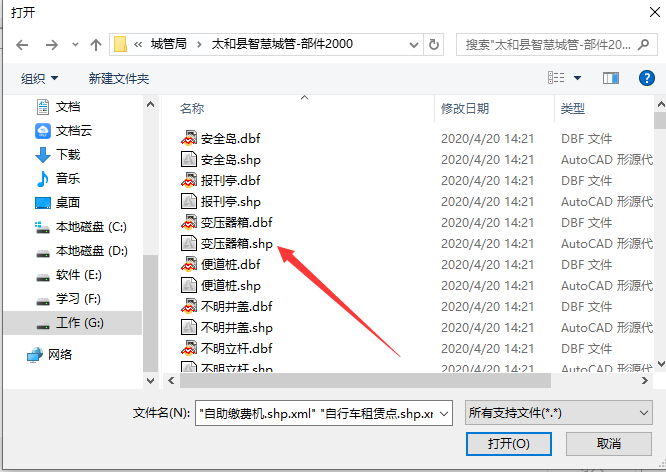 打开
城管局 › 太和县智慧城管-部件2000
搜索"太和县智慧城管-部件20...
组织 新建文件夹
名称 修改日期 类型
文档
文档云
下载
音乐
桌面
本地磁盘 (C:)
本地磁盘 (D:)
软件 (E:)
学习 (F:)
工作 (G:)
网络
安全岛.dbf 2020/4/20 14:21 DBF 文件
安全岛.shp 2020/4/20 14:21 AutoCAD 形源代
报刊亭.dbf 2020/4/20 14:21 DBF 文件
报刊亭.shp 2020/4/20 14:21 AutoCAD 形源代
变压器箱.dbf 2020/4/20 14:21 DBF 文件
变压器箱.shp 2020/4/20 14:21 AutoCAD 形源代
便道桩.dbf 2020/4/20 14:21 DBF 文件
便道桩.shp 2020/4/20 14:21 AutoCAD 形源代
不明井盖.dbf 2020/4/20 14:21 DBF 文件
不明井盖.shp 2020/4/20 14:21 AutoCAD 形源代
不明立杆.dbf 2020/4/20 14:21 DBF 文件
不明立杆.shp 2020/4/20 14:21 AutoCAD 形源代
文件名(N): "自助缴费机.shp.xml" "自行车租赁点.shp.xr 所有支持文件(*.*)
打开(O) 取消